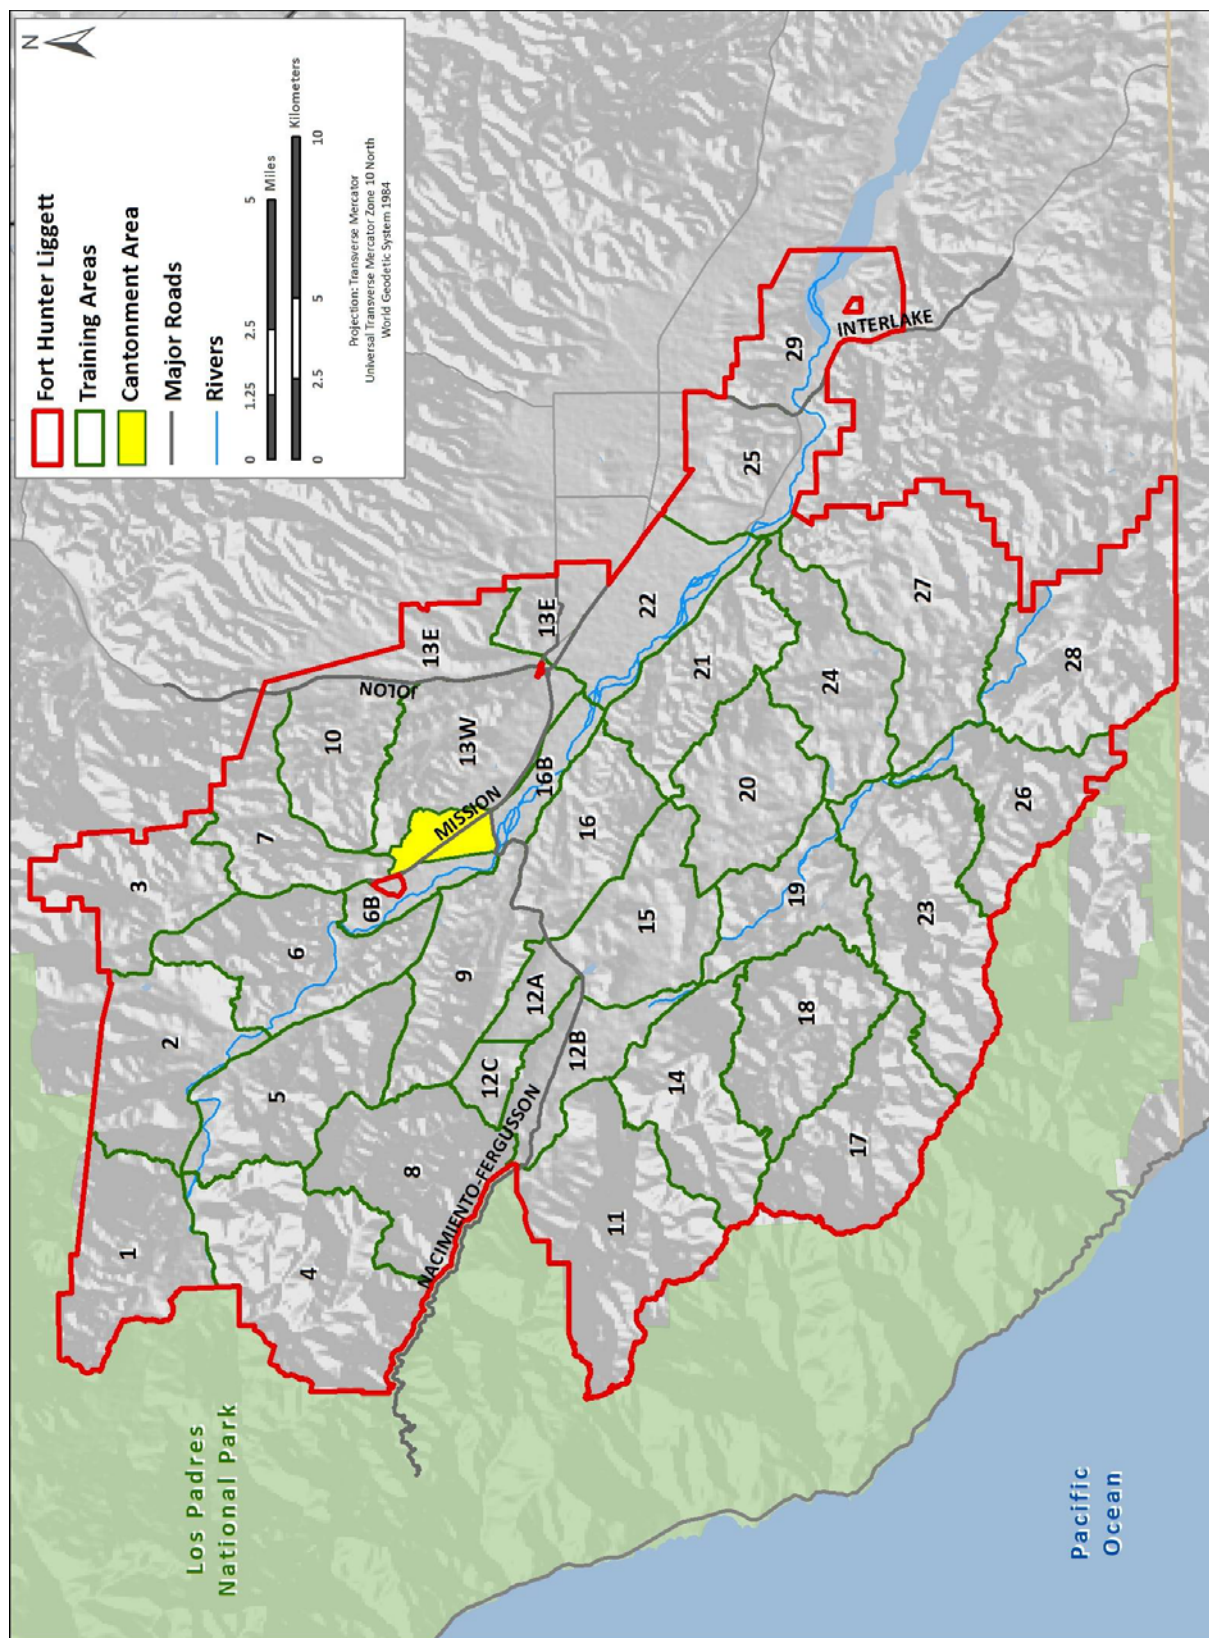 N
Fort Hunter Liggett
Training Areas
Cantonment Area
Major Roads
Rivers
0 1.25 2.5 5
Miles
0 2.5 5 10
Kilometers
Projection: Transverse Mercator
Universal Transverse Mercator Zone 10 North
World Geodetic System 1984
Los Padres
National Park
Pacific
Ocean
1
2
3
4
5
6
6B
7
8
9
10
JOLON
13E
13E
13W
MISSION
16B
12C
12A
12B
NACIMIENTO-FERGUSSON
11
14
15
16
17
18
19
20
21
22
23
24
25
26
27
28
29
INTERLAKE